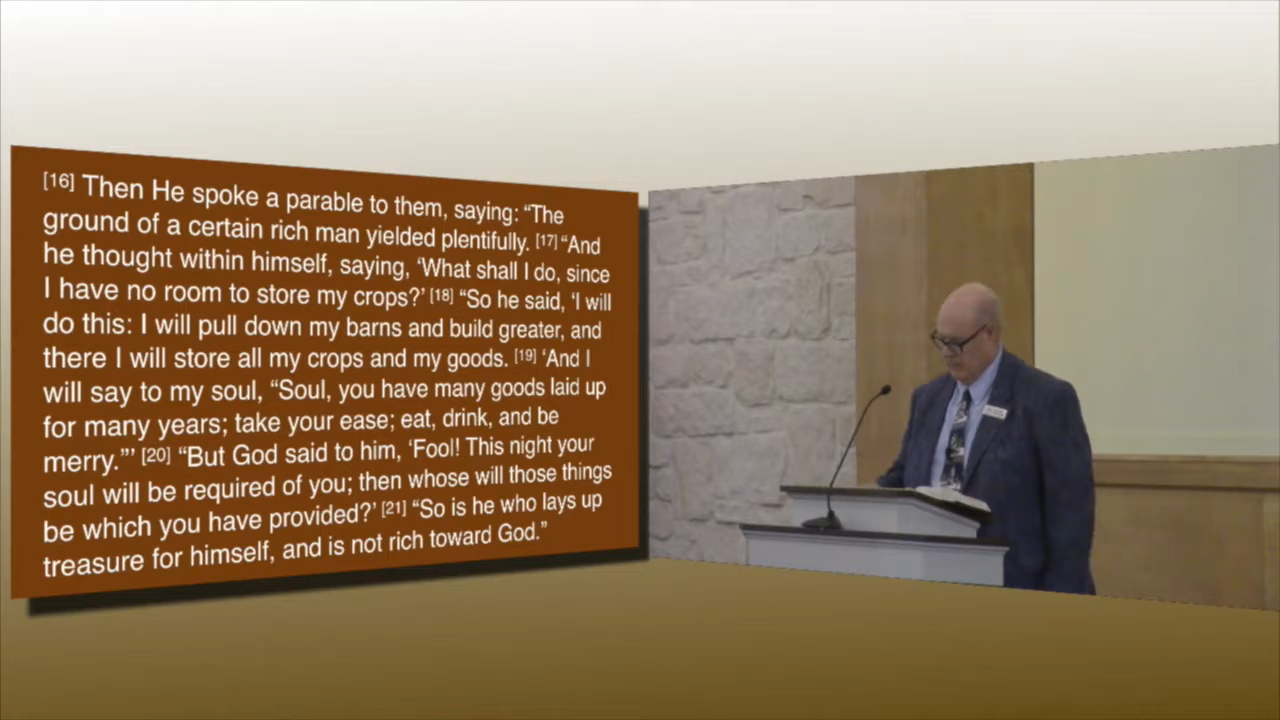 [16] Then He spoke a parable to them, saying: “The
ground of a certain rich man yielded plentifully. [17] “And
he thought within himself, saying, ‘What shall I do, since
I have no room to store my crops?’ [18] “So he said, ‘I will
do this: I will pull down my barns and build greater, and
there I will store all my crops and my goods. [19] ‘And I
will say to my soul, “Soul, you have many goods laid up
for many years; take your ease; eat, drink, and be
merry.”’ [20] “But God said to him, ‘Fool! This night your
soul will be required of you; then whose will those things
be which you have provided?’ [21] “So is he who lays up
treasure for himself, and is not rich toward God.”